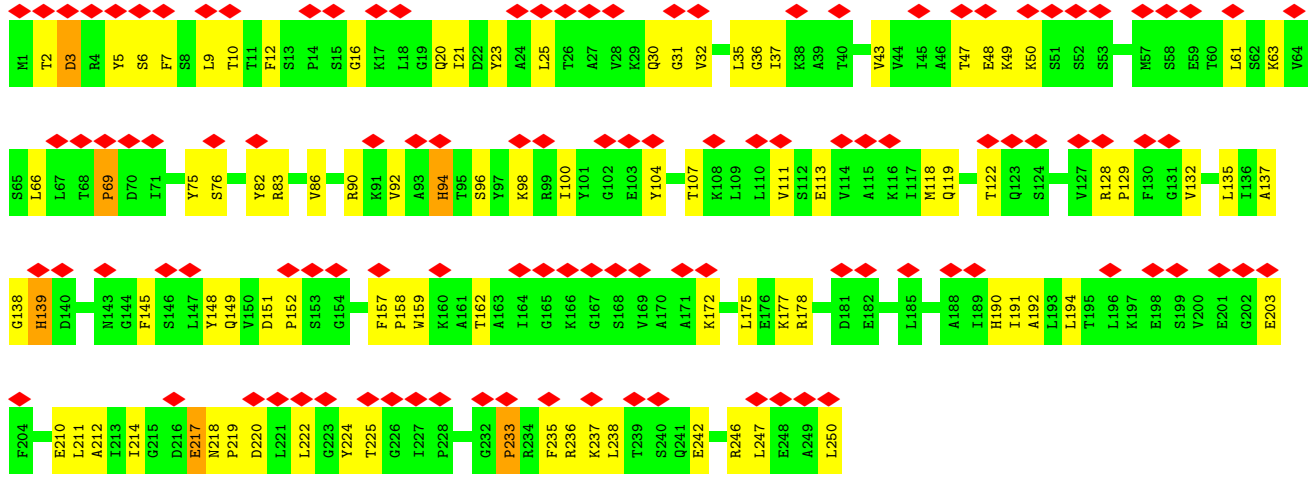 M1 T2 D3 R4 Y5 S6 F7 S8 L9 T10 T11 F12 S13 P14 S15 G16 K17 L18 G19 Q20 I21 D22 Y23 A24 L25 T26 A27 V28 K29 Q30 G31 V32 L35 G36 I37 K38 A39 T40 V43 V44 I45 A46 T47 E48 K49 K50 S51 S52 S53 M57 S58 E59 T60 L61 S62 K63 V64
S65 L66 L67 T68 P69 D70 I71 Y75 S76 Y82 R83 V86 R90 K91 V92 A93 H94 T95 S96 Y97 K98 R99 I100 Y101 G102 E103 Y104 T107 K108 L109 L110 V111 S112 E113 V114 A115 K116 I117 M118 Q119 T122 Q123 S124 V127 R128 P129 F130 G131 V132 L135 I136 A137
G138 H139 D140 N143 G144 F145 S146 L147 Y148 Q149 V150 D151 P152 S153 G154 F157 P158 W159 K160 A161 T162 A163 I164 G165 K166 G167 S168 V169 A170 A171 K172 L175 E176 K177 R178 D181 E182 L185 A188 I189 H190 I191 A192 L193 L194 T195 L196 K197 E198 S199 V200 E201 G202 E203
F204 E210 L211 A212 I213 I214 G215 D216 E217 N218 P219 D220 L221 L222 G223 Y224 T225 G226 I227 P228 G232 P233 R234 F235 R236 K237 L238 T239 S240 Q241 E242 R246 L247 E248 A249 L250